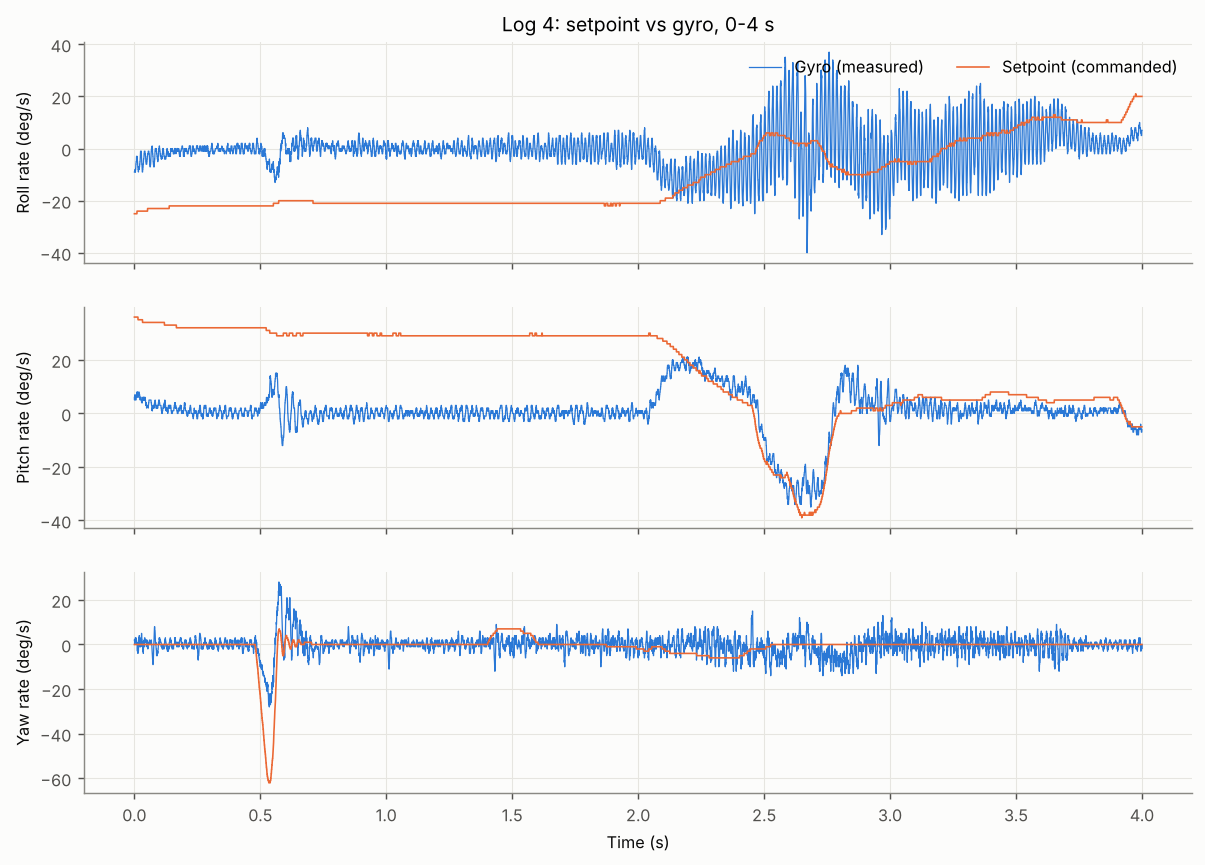 Log 4: setpoint vs gyro, 0-4 s
Gyro (measured) Setpoint (commanded)
Roll rate (deg/s)
40
20
0
−20
−40
Pitch rate (deg/s)
20
0
−20
−40
Yaw rate (deg/s)
20
0
−20
−40
−60
0.0 0.5 1.0 1.5 2.0 2.5 3.0 3.5 4.0
Time (s)